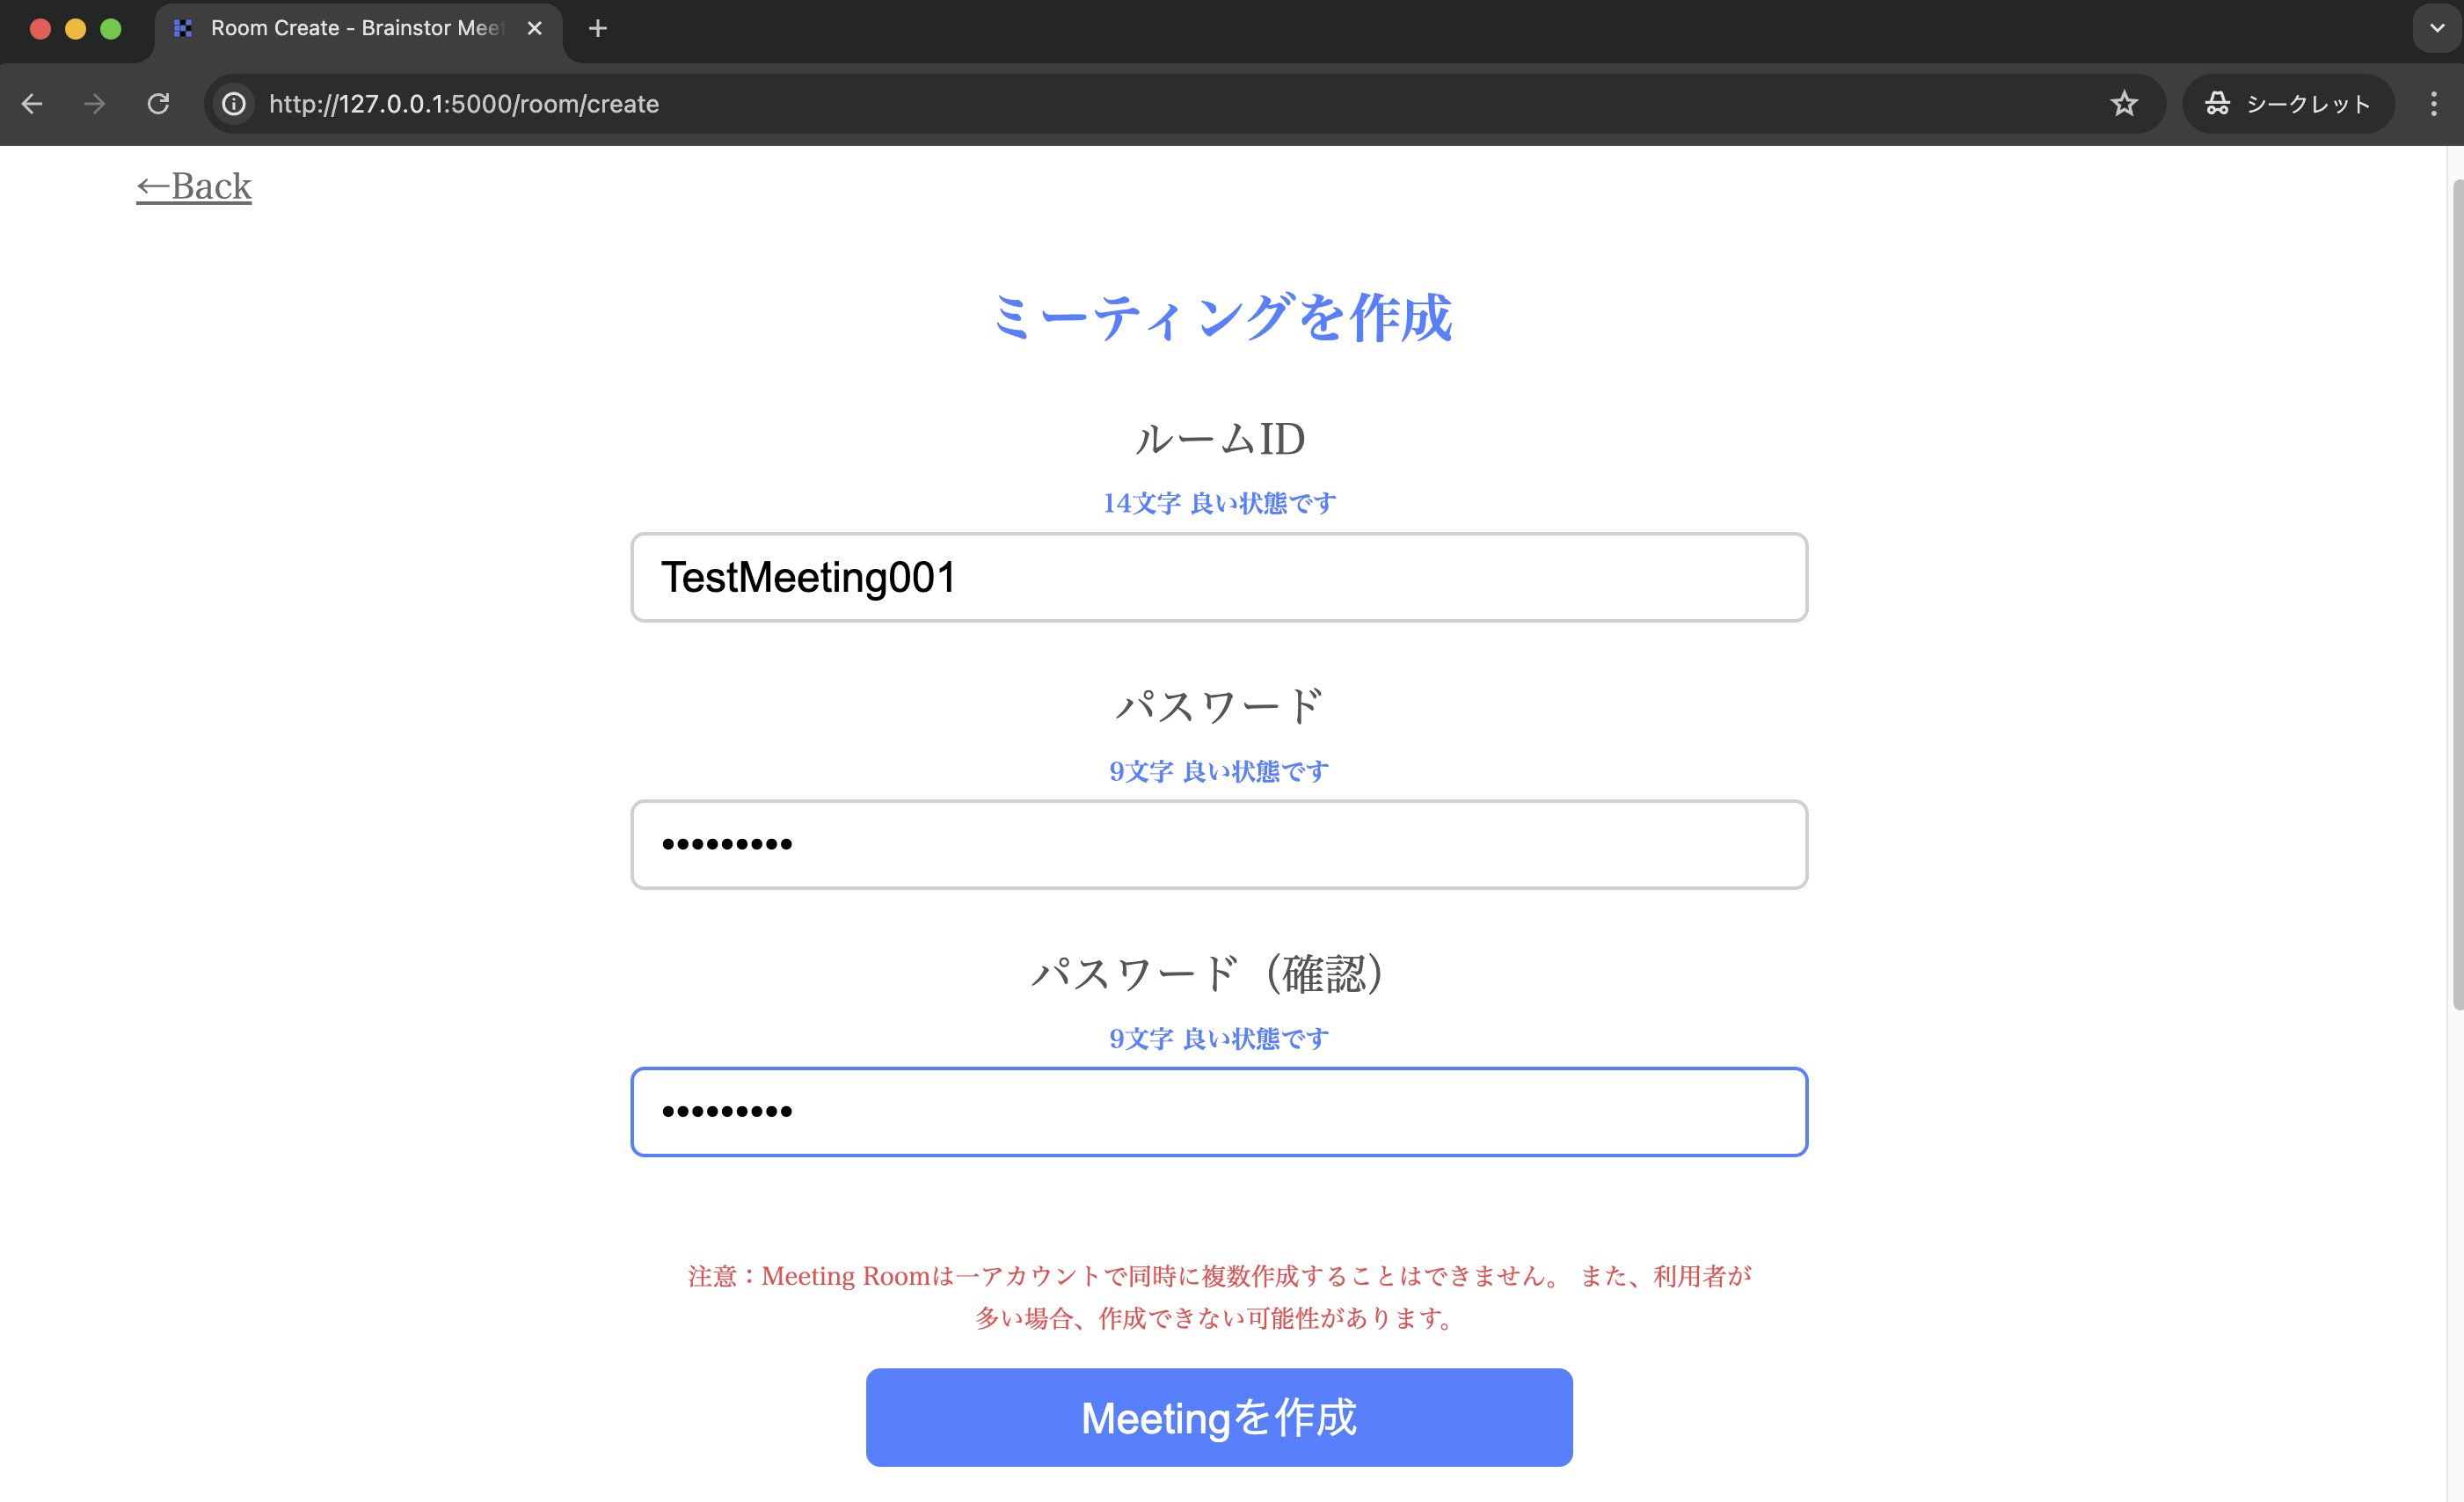 Room Create - Brainstor Meet
http://127.0.0.1:5000/room/create
シークレット
←Back
ミーティングを作成
ルームID
14文字 良い状態です
TestMeeting001
パスワード
9文字 良い状態です
•••••••••
パスワード（確認）
9文字 良い状態です
•••••••••
注意：Meeting Roomは一アカウントで同時に複数作成することはできません。 また、利用者が
多い場合、作成できない可能性があります。
Meetingを作成